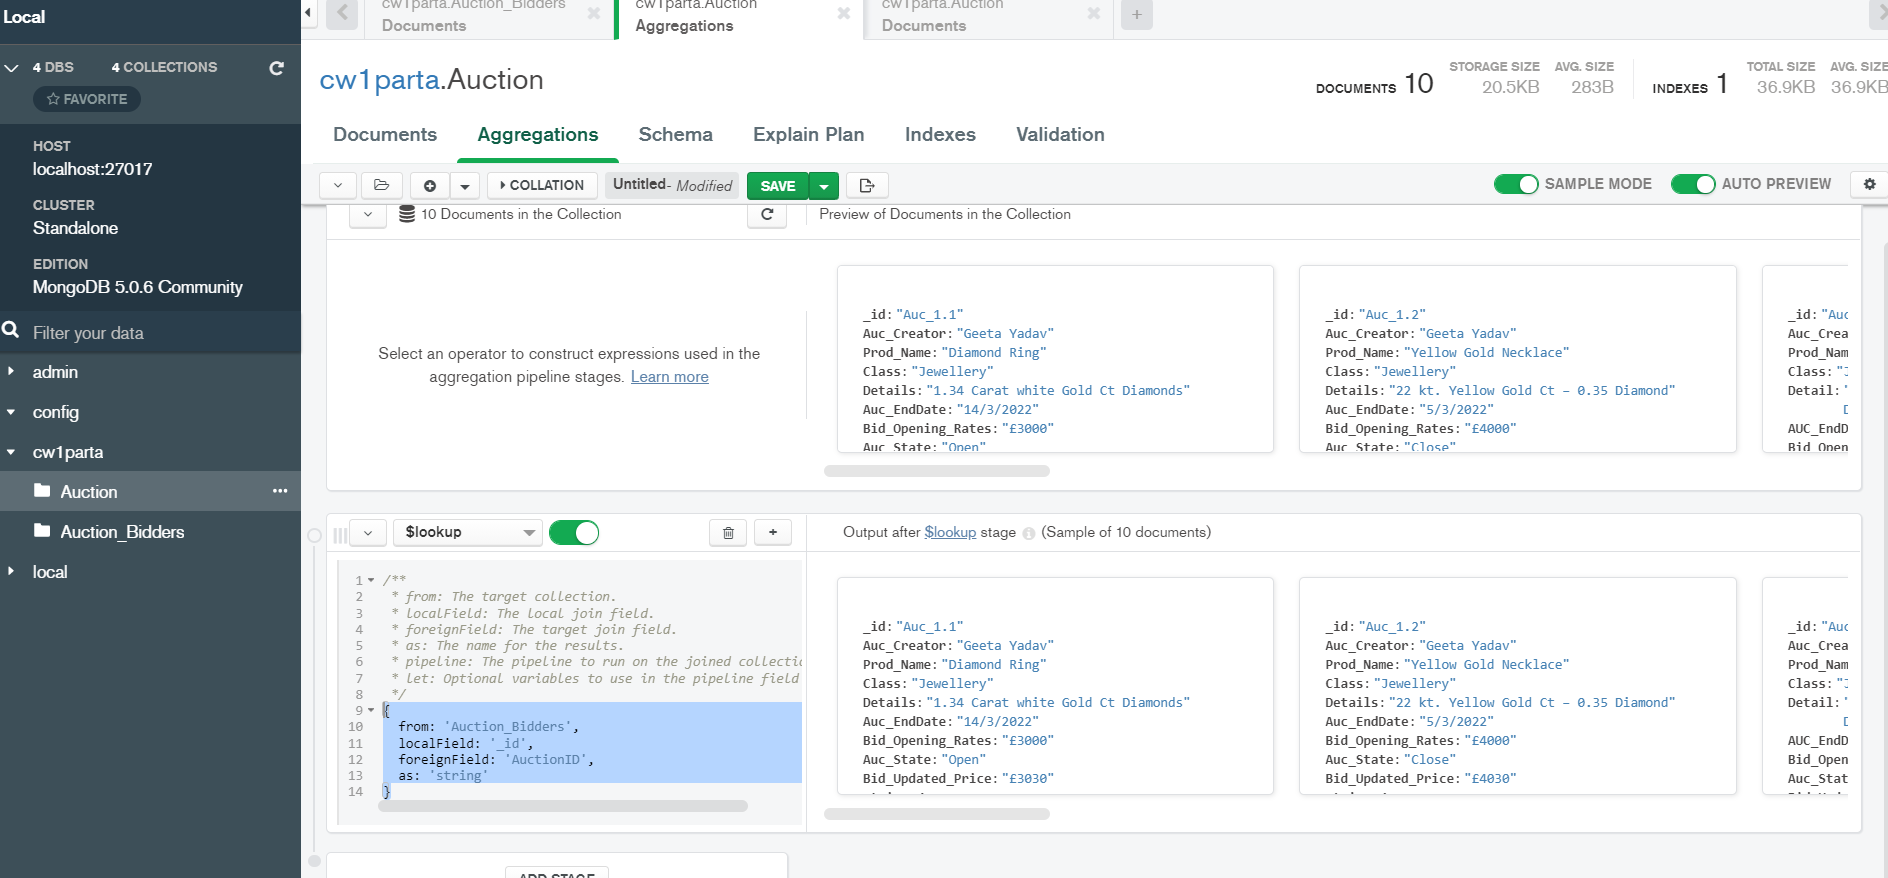 Local
4 DBS
4 COLLECTIONS
FAVORITE
HOST
localhost:27017
CLUSTER
Standalone
EDITION
MongoDB 5.0.6 Community
Filter your data
admin
config
cw1parta
Auction
Auction_Bidders
local
cw1parta.Auction_Bidders
Documents
cw1parta.Auction
Aggregations
cw1parta.Auction
Documents
cw1parta.Auction
DOCUMENTS 10
STORAGE SIZE
20.5KB
AVG. SIZE
283B
INDEXES 1
TOTAL SIZE
36.9KB
AVG. SIZE
36.9KB
Documents
Aggregations
Schema
Explain Plan
Indexes
Validation
COLLATION
Untitled- Modified
SAVE
SAMPLE MODE
AUTO PREVIEW
10 Documents in the Collection
Preview of Documents in the Collection
Select an operator to construct expressions used in the
aggregation pipeline stages. Learn more
_id: "Auc_1.1"
Auc_Creator: "Geeta Yadav"
Prod_Name: "Diamond Ring"
Class: "Jewellery"
Details: "1.34 Carat white Gold Ct Diamonds"
Auc_EndDate: "14/3/2022"
Bid_Opening_Rates: "£3000"
Auc_State: "Open"
_id: "Auc_1.2"
Auc_Creator: "Geeta Yadav"
Prod_Name: "Yellow Gold Necklace"
Class: "Jewellery"
Details: "22 kt. Yellow Gold Ct – 0.35 Diamond"
Auc_EndDate: "5/3/2022"
Bid_Opening_Rates: "£4000"
Auc_State: "Close"
_id: "Auc
Auc_Crea
Prod_Nam
Class: "J
Detail: "
D
AUC_EndD
Bid_Open
$lookup
Output after $lookup stage (Sample of 10 documents)
1 /**
2 * from: The target collection.
3 * localField: The local join field.
4 * foreignField: The target join field.
5 * as: The name for the results.
6 * pipeline: The pipeline to run on the joined collectio
7 * let: Optional variables to use in the pipeline field
8 */
9 {
10 from: 'Auction_Bidders',
11 localField: '_id',
12 foreignField: 'AuctionID',
13 as: 'string'
14 }
_id: "Auc_1.1"
Auc_Creator: "Geeta Yadav"
Prod_Name: "Diamond Ring"
Class: "Jewellery"
Details: "1.34 Carat white Gold Ct Diamonds"
Auc_EndDate: "14/3/2022"
Bid_Opening_Rates: "£3000"
Auc_State: "Open"
Bid_Updated_Price: "£3030"
_id: "Auc_1.2"
Auc_Creator: "Geeta Yadav"
Prod_Name: "Yellow Gold Necklace"
Class: "Jewellery"
Details: "22 kt. Yellow Gold Ct – 0.35 Diamond"
Auc_EndDate: "5/3/2022"
Bid_Opening_Rates: "£4000"
Auc_State: "Close"
Bid_Updated_Price: "£4030"
_id: "Auc
Auc_Crea
Prod_Nam
Class: "J
Detail: "
D
AUC_EndD
Bid_Open
Auc_Stat
ADD STAGE